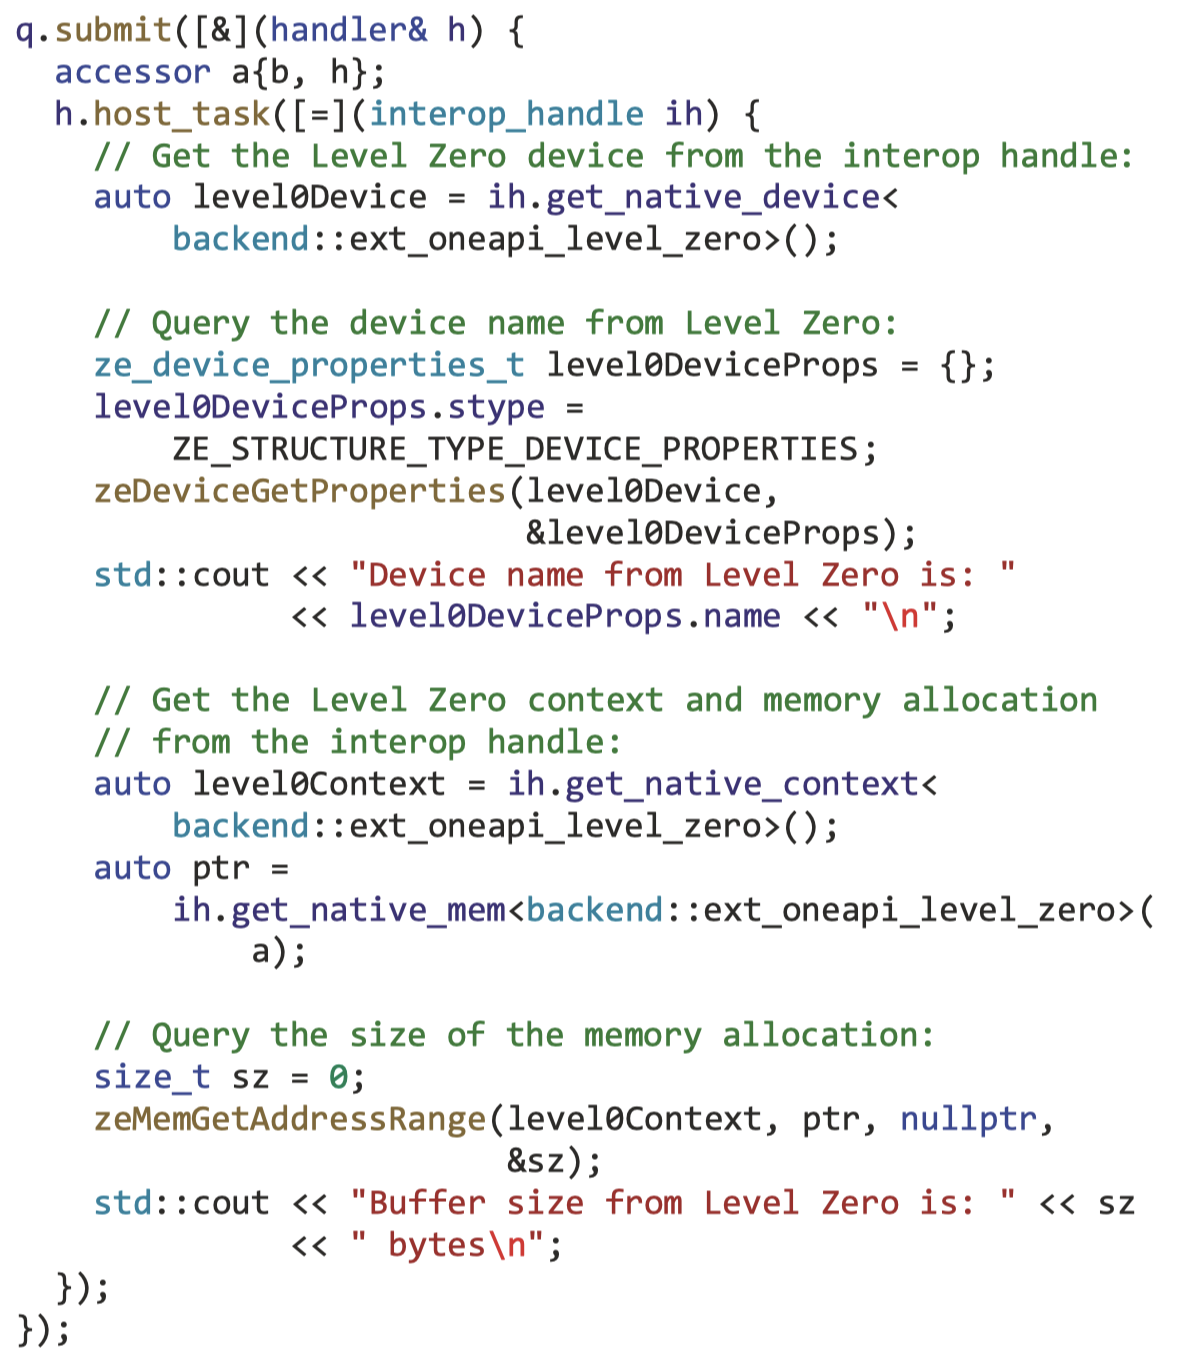 q.submit([&](handler& h) {
  accessor a{b, h};
  h.host_task([=](interop_handle ih) {
    // Get the Level Zero device from the interop handle:
    auto level0Device = ih.get_native_device<
        backend::ext_oneapi_level_zero>();

    // Query the device name from Level Zero:
    ze_device_properties_t level0DeviceProps = {};
    level0DeviceProps.stype =
        ZE_STRUCTURE_TYPE_DEVICE_PROPERTIES;
    zeDeviceGetProperties(level0Device,
                          &level0DeviceProps);
    std::cout << "Device name from Level Zero is: "
              << level0DeviceProps.name << "\n";

    // Get the Level Zero context and memory allocation
    // from the interop handle:
    auto level0Context = ih.get_native_context<
        backend::ext_oneapi_level_zero>();
    auto ptr =
        ih.get_native_mem<backend::ext_oneapi_level_zero>(
            a);

    // Query the size of the memory allocation:
    size_t sz = 0;
    zeMemGetAddressRange(level0Context, ptr, nullptr,
                         &sz);
    std::cout << "Buffer size from Level Zero is: " << sz
              << " bytes\n";
  });
});